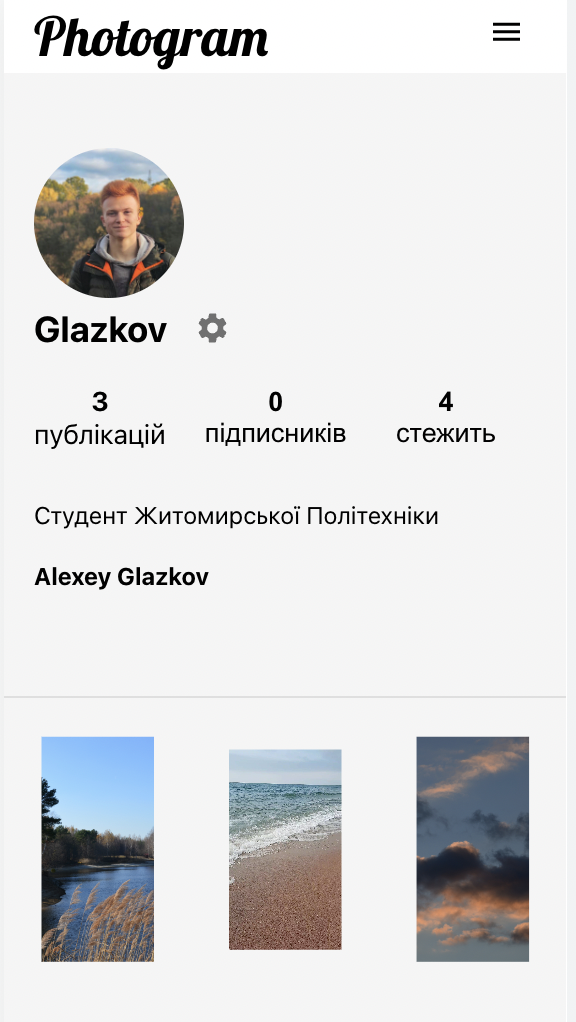 Photogram
Glazkov
3 0 4
публікацій підписників стежить
Студент Житомирської Політехніки
Alexey Glazkov